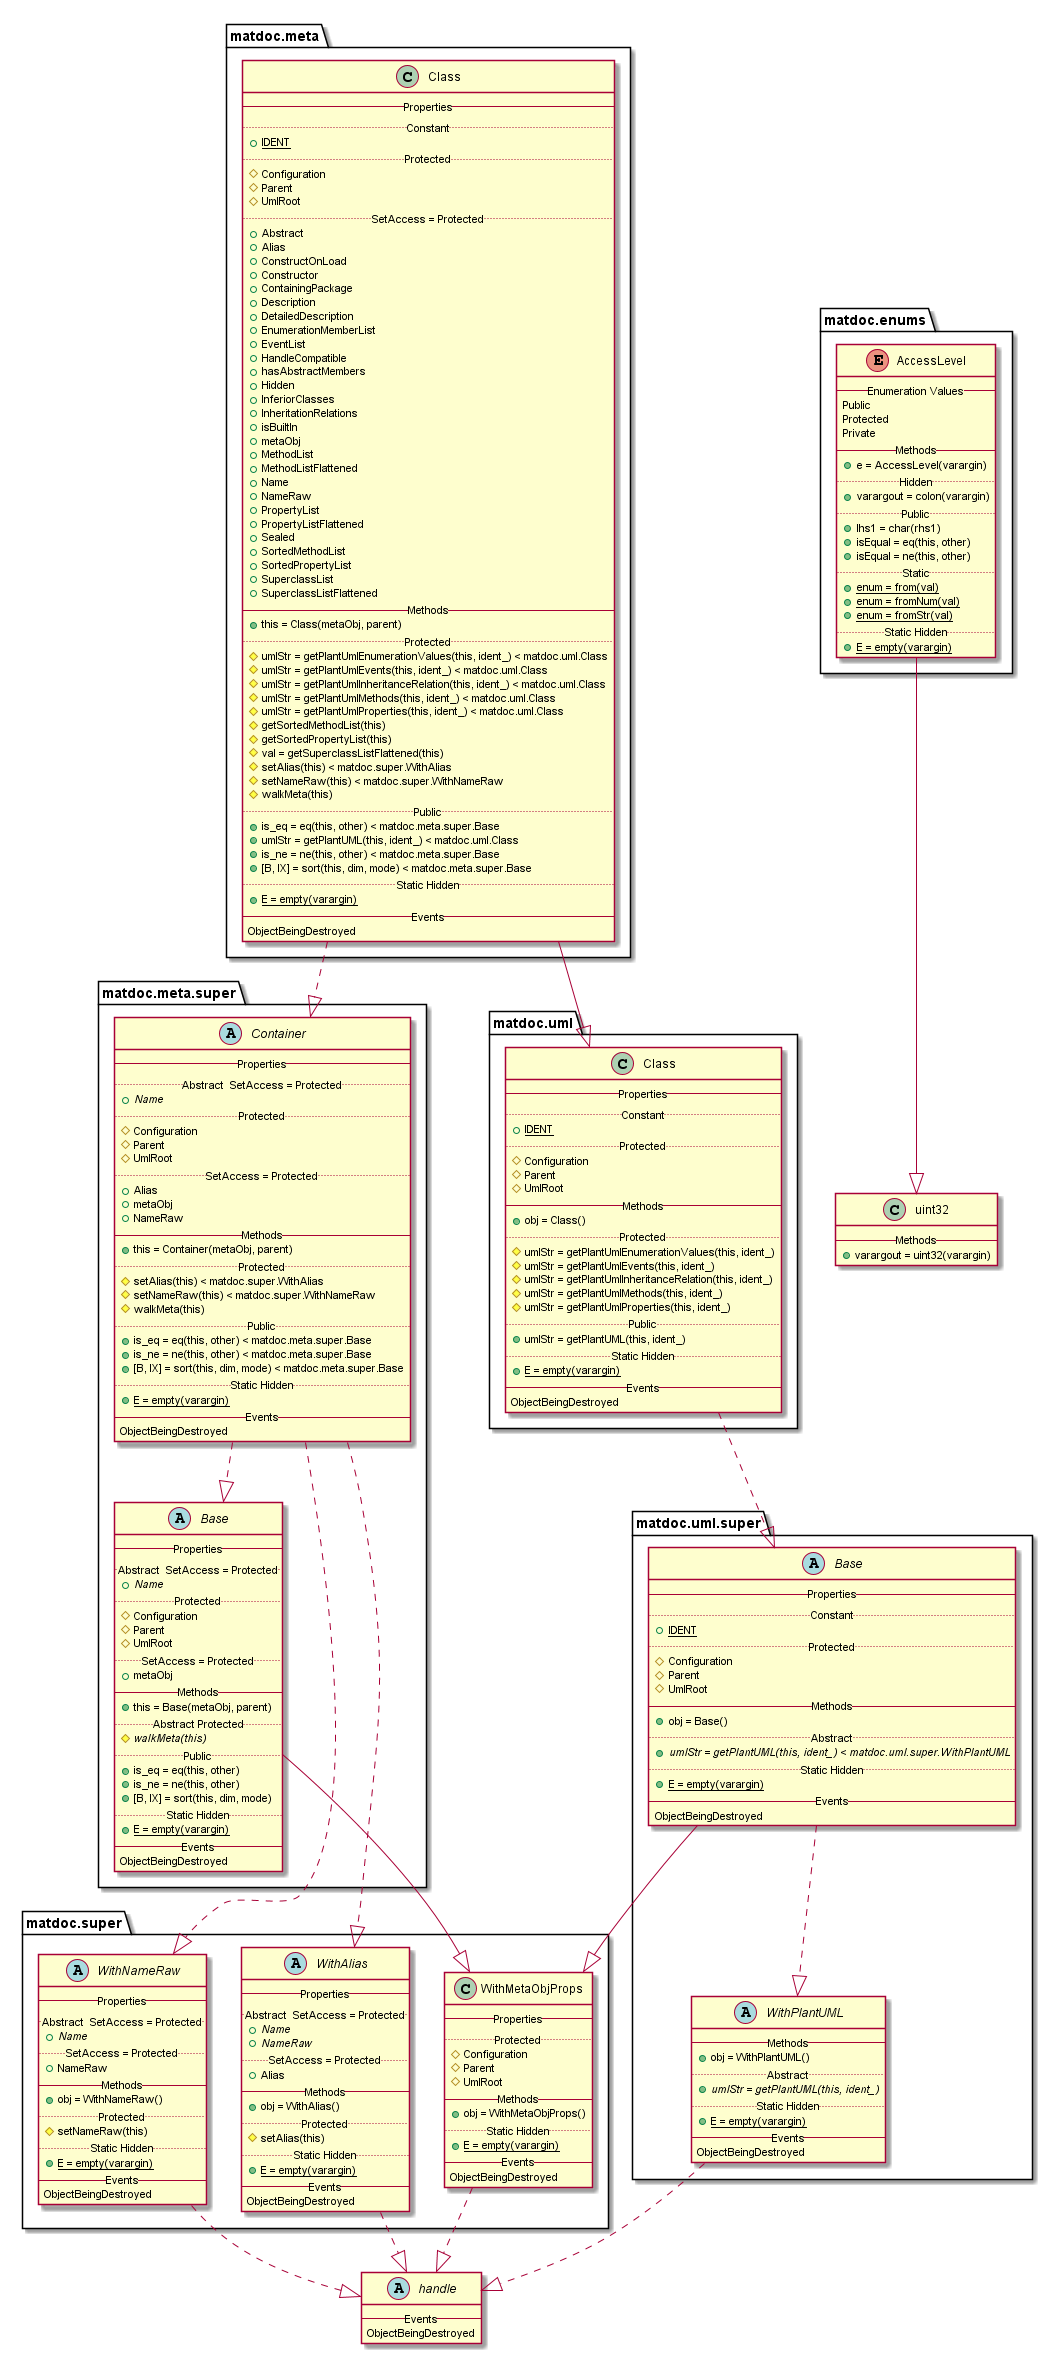 matdoc.meta
C Class
Properties
Constant
IDENT
Protected
Configuration
Parent
UmlRoot
SetAccess = Protected
Abstract
Alias
ConstructOnLoad
Constructor
ContainingPackage
Description
DetailedDescription
EnumerationMemberList
EventList
HandleCompatible
hasAbstractMembers
Hidden
InferiorClasses
InheritationRelations
isBuiltIn
metaObj
MethodList
MethodListFlattened
Name
NameRaw
PropertyList
PropertyListFlattened
Sealed
SortedMethodList
SortedPropertyList
SuperclassList
SuperclassListFlattened
Methods
this = Class(metaObj, parent)
Protected
umlStr = getPlantUmlEnumerationValues(this, ident_) < matdoc.uml.Class
umlStr = getPlantUmlEvents(this, ident_) < matdoc.uml.Class
umlStr = getPlantUmlInheritanceRelation(this, ident_) < matdoc.uml.Class
umlStr = getPlantUmlMethods(this, ident_) < matdoc.uml.Class
umlStr = getPlantUmlProperties(this, ident_) < matdoc.uml.Class
getSortedMethodList(this)
getSortedPropertyList(this)
val = getSuperclassListFlattened(this)
setAlias(this) < matdoc.super.WithAlias
setNameRaw(this) < matdoc.super.WithNameRaw
walkMeta(this)
Public
is_eq = eq(this, other) < matdoc.meta.super.Base
umlStr = getPlantUML(this, ident_) < matdoc.uml.Class
is_ne = ne(this, other) < matdoc.meta.super.Base
[B, IX] = sort(this, dim, mode) < matdoc.meta.super.Base
Static Hidden
E = empty(varargin)
Events
ObjectBeingDestroyed
matdoc.enums
E AccessLevel
Enumeration Values
Public
Protected
Private
Methods
e = AccessLevel(varargin)
Hidden
varargout = colon(varargin)
Public
lhs1 = char(rhs1)
isEqual = eq(this, other)
isEqual = ne(this, other)
Static
enum = from(val)
enum = fromNum(val)
enum = fromStr(val)
Static Hidden
E = empty(varargin)
matdoc.meta.super
A Container
Properties
Abstract SetAccess = Protected
Name
Protected
Configuration
Parent
UmlRoot
SetAccess = Protected
Alias
metaObj
NameRaw
Methods
this = Container(metaObj, parent)
Protected
setAlias(this) < matdoc.super.WithAlias
setNameRaw(this) < matdoc.super.WithNameRaw
walkMeta(this)
Public
is_eq = eq(this, other) < matdoc.meta.super.Base
is_ne = ne(this, other) < matdoc.meta.super.Base
[B, IX] = sort(this, dim, mode) < matdoc.meta.super.Base
Static Hidden
E = empty(varargin)
Events
ObjectBeingDestroyed
matdoc.uml
C Class
Properties
Constant
IDENT
Protected
Configuration
Parent
UmlRoot
Methods
obj = Class()
Protected
umlStr = getPlantUmlEnumerationValues(this, ident_)
umlStr = getPlantUmlEvents(this, ident_)
umlStr = getPlantUmlInheritanceRelation(this, ident_)
umlStr = getPlantUmlMethods(this, ident_)
umlStr = getPlantUmlProperties(this, ident_)
Public
umlStr = getPlantUML(this, ident_)
Static Hidden
E = empty(varargin)
Events
ObjectBeingDestroyed
C uint32
Methods
varargout = uint32(varargin)
A Base
Properties
Abstract SetAccess = Protected
Name
Protected
Configuration
Parent
UmlRoot
SetAccess = Protected
metaObj
Methods
this = Base(metaObj, parent)
Abstract Protected
walkMeta(this)
Public
is_eq = eq(this, other)
is_ne = ne(this, other)
[B, IX] = sort(this, dim, mode)
Static Hidden
E = empty(varargin)
Events
ObjectBeingDestroyed
matdoc.uml.super
A Base
Properties
Constant
IDENT
Protected
Configuration
Parent
UmlRoot
Methods
obj = Base()
Abstract
umlStr = getPlantUML(this, ident_) < matdoc.uml.super.WithPlantUML
Static Hidden
E = empty(varargin)
Events
ObjectBeingDestroyed
matdoc.super
A WithNameRaw
Properties
Abstract SetAccess = Protected
Name
SetAccess = Protected
NameRaw
Methods
obj = WithNameRaw()
Protected
setNameRaw(this)
Static Hidden
E = empty(varargin)
Events
ObjectBeingDestroyed
A WithAlias
Properties
Abstract SetAccess = Protected
Name
NameRaw
SetAccess = Protected
Alias
Methods
obj = WithAlias()
Protected
setAlias(this)
Static Hidden
E = empty(varargin)
Events
ObjectBeingDestroyed
C WithMetaObjProps
Properties
Protected
Configuration
Parent
UmlRoot
Methods
obj = WithMetaObjProps()
Static Hidden
E = empty(varargin)
Events
ObjectBeingDestroyed
A WithPlantUML
Methods
obj = WithPlantUML()
Abstract
umlStr = getPlantUML(this, ident_)
Static Hidden
E = empty(varargin)
Events
ObjectBeingDestroyed
A handle
Events
ObjectBeingDestroyed